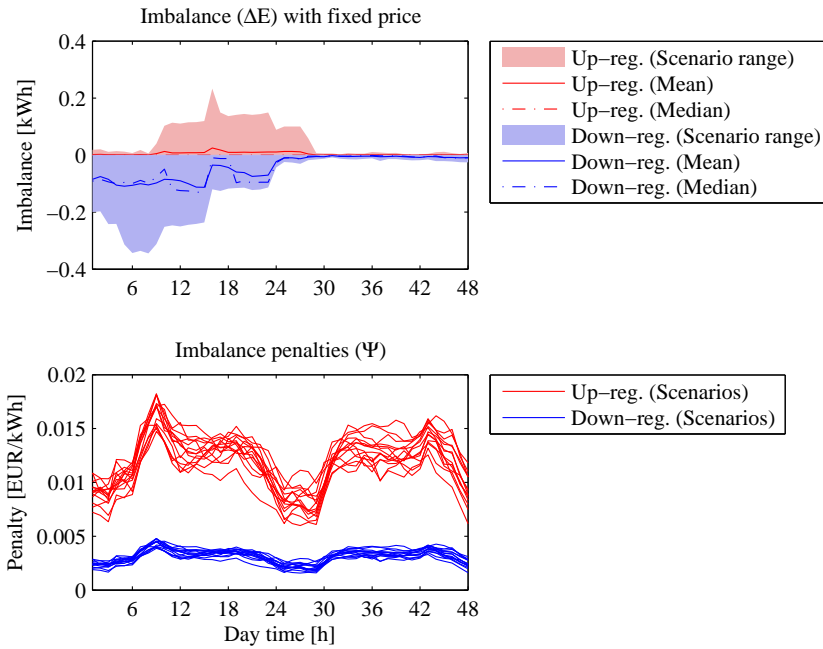 Imbalance (ΔE) with fixed price
Imbalance [kWh]
0.4
0.2
0
−0.2
−0.4
6 12 18 24 30 36 42 48
Up−reg. (Scenario range)
Up−reg. (Mean)
Up−reg. (Median)
Down−reg. (Scenario range)
Down−reg. (Mean)
Down−reg. (Median)
Imbalance penalties (Ψ)
Penalty [EUR/kWh]
0.02
0.015
0.01
0.005
0
6 12 18 24 30 36 42 48
Day time [h]
Up−reg. (Scenarios)
Down−reg. (Scenarios)